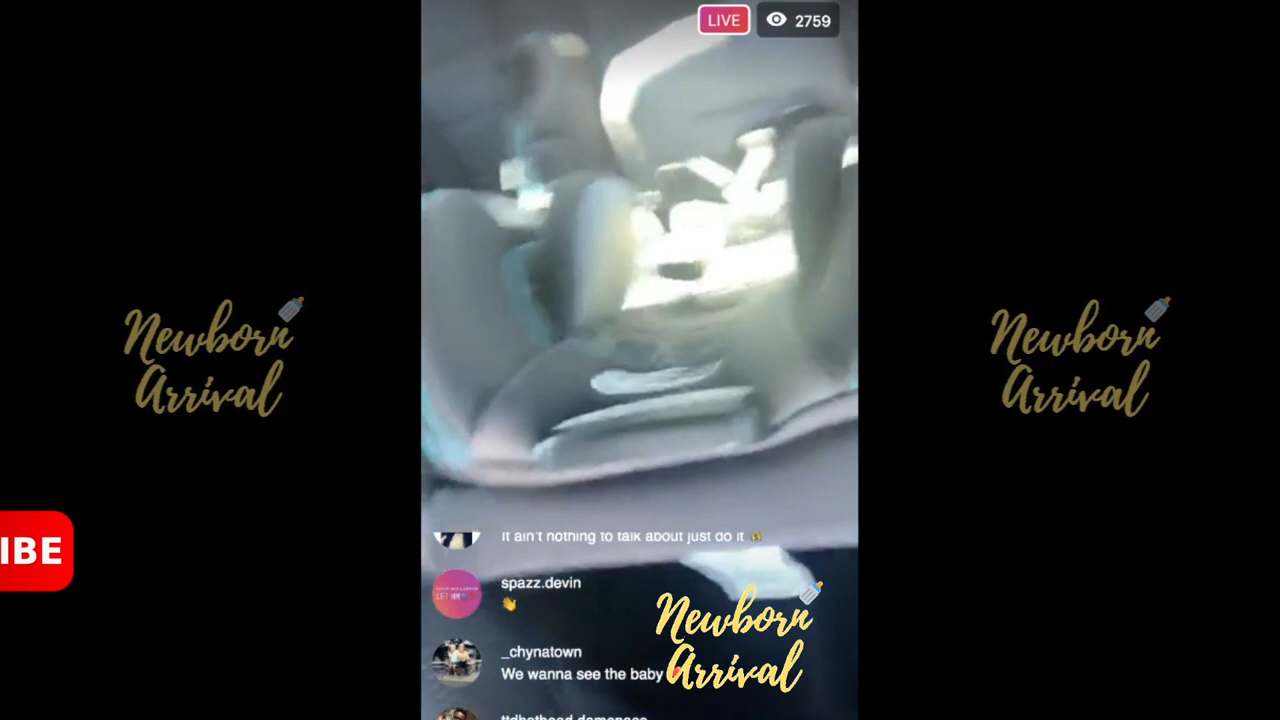 LIVE
2759
Newborn
Arrival
Newborn
Arrival
IBE
It ain't nothing to talk about just do it
spazz.devin
We wanna see the baby
_chynatown
Newborn
Arrival